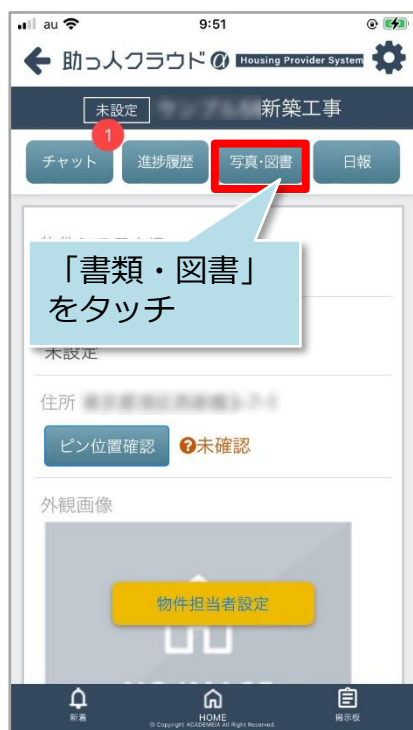 au 9:51
助っ人クラウドα Housing Provider System
未設定 新築工事
1
チャット 進捗履歴 写真・図書 日報
「書類・図書」
をタッチ
未設定
住所
ピン位置確認 ?未確認
外観画像
物件担当者設定
新着 HOME 掲示板
© Copyright ACADEMEIA All Right Reserved.